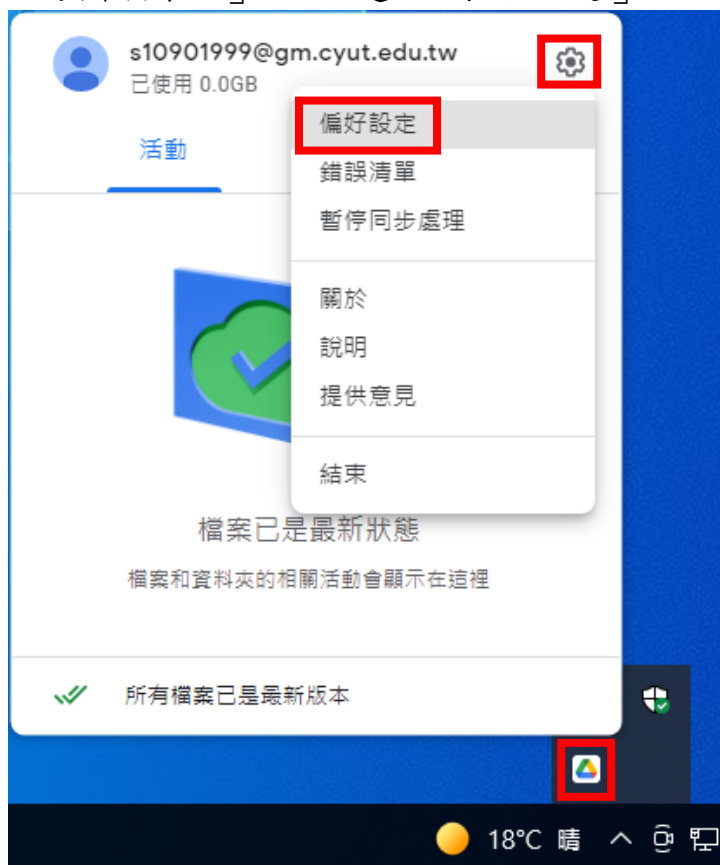 s10901999@gm.cyut.edu.tw
已使用 0.0GB
活動
偏好設定
錯誤清單
暫停同步處理
關於
說明
提供意見
結束
檔案已是最新狀態
檔案和資料夾的相關活動會顯示在這裡
所有檔案已是最新版本
18°C 晴